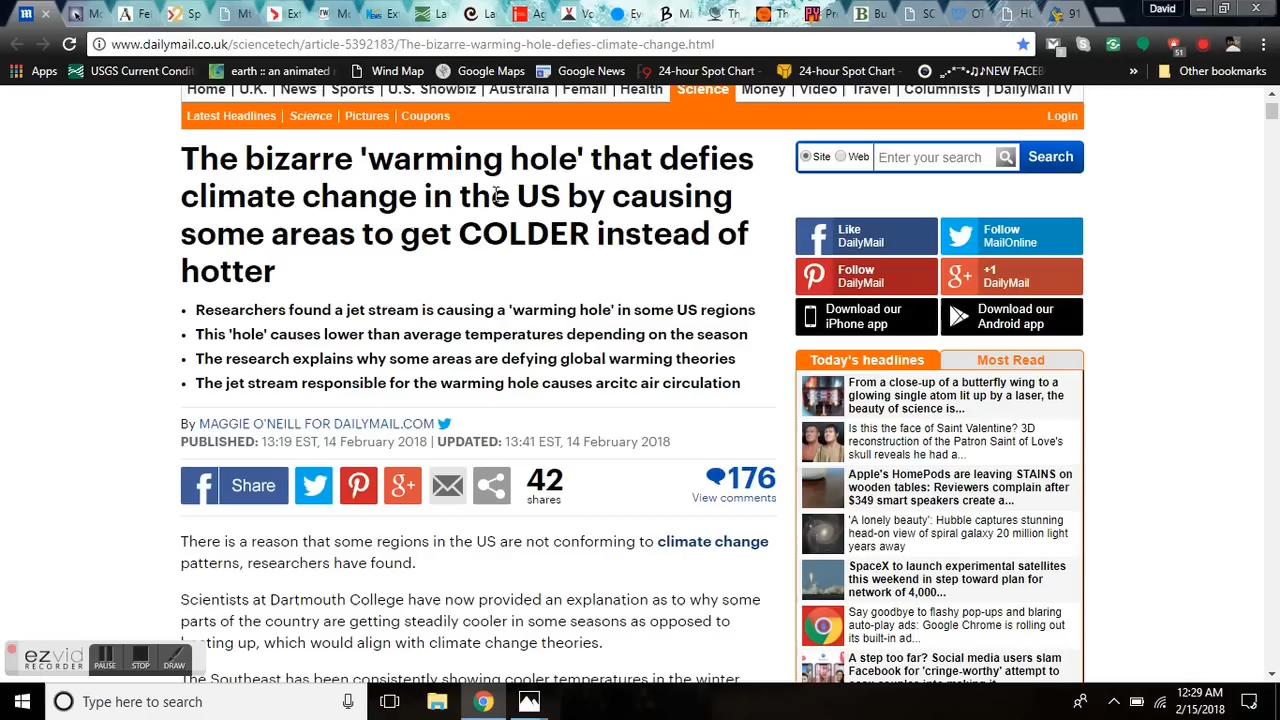 David
www.dailymail.co.uk/sciencetech/article-5392183/The-bizarre-warming-hole-defies-climate-change.html
Apps
USGS Current Condit
earth :: an animated
Wind Map
Google Maps
Google News
24-hour Spot Chart -
24-hour Spot Chart -
NEW FACEB
»
Other bookmarks
Home | U.K. | News | Sports | U.S. Showbiz | Australia | Femail | Health | Science | Money | Video | Travel | Columnists | DailyMailTV
Latest Headlines | Science | Pictures | Coupons
Login
The bizarre 'warming hole' that defies
climate change in the US by causing
some areas to get COLDER instead of
hotter
• Researchers found a jet stream is causing a 'warming hole' in some US regions
• This 'hole' causes lower than average temperatures depending on the season
• The research explains why some areas are defying global warming theories
• The jet stream responsible for the warming hole causes arcitc air circulation
By MAGGIE O'NEILL FOR DAILYMAIL.COM
PUBLISHED: 13:19 EST, 14 February 2018 | UPDATED: 13:41 EST, 14 February 2018
Share
42
shares
176
View comments
There is a reason that some regions in the US are not conforming to climate change
patterns, researchers have found.
Scientists at Dartmouth College have now provided an explanation as to why some
parts of the country are getting steadily cooler in some seasons as opposed to
up, which would align with climate change theories.
The Southeast has been consistently showing cooler temperatures in the winter
Site Web Enter your search Search
Like
DailyMail
Follow
MailOnline
Follow
DailyMail
+1
DailyMail
Download our
iPhone app
Download our
Android app
Today's headlines
Most Read
From a close-up of a butterfly wing to a
glowing single atom lit up by a laser, the
beauty of science is...
Is this the face of Saint Valentine? 3D
reconstruction of the Patron Saint of Love's
skull reveals he had a...
Apple's HomePods are leaving STAINS on
wooden tables: Reviewers complain after
$349 smart speakers create a...
'A lonely beauty': Hubble captures stunning
head-on view of spiral galaxy 20 million light
years away
SpaceX to launch experimental satellites
this weekend in step toward plan for
network of 4,000...
Say goodbye to flashy pop-ups and blaring
auto-play ads: Google Chrome is rolling out
its built-in ad...
A step too far? Social media users slam
Facebook for 'cringe-worthy' attempt to
ezvid
RECORDER
PAUSE
STOP
DRAW
Type here to search
12:29 AM
2/15/2018